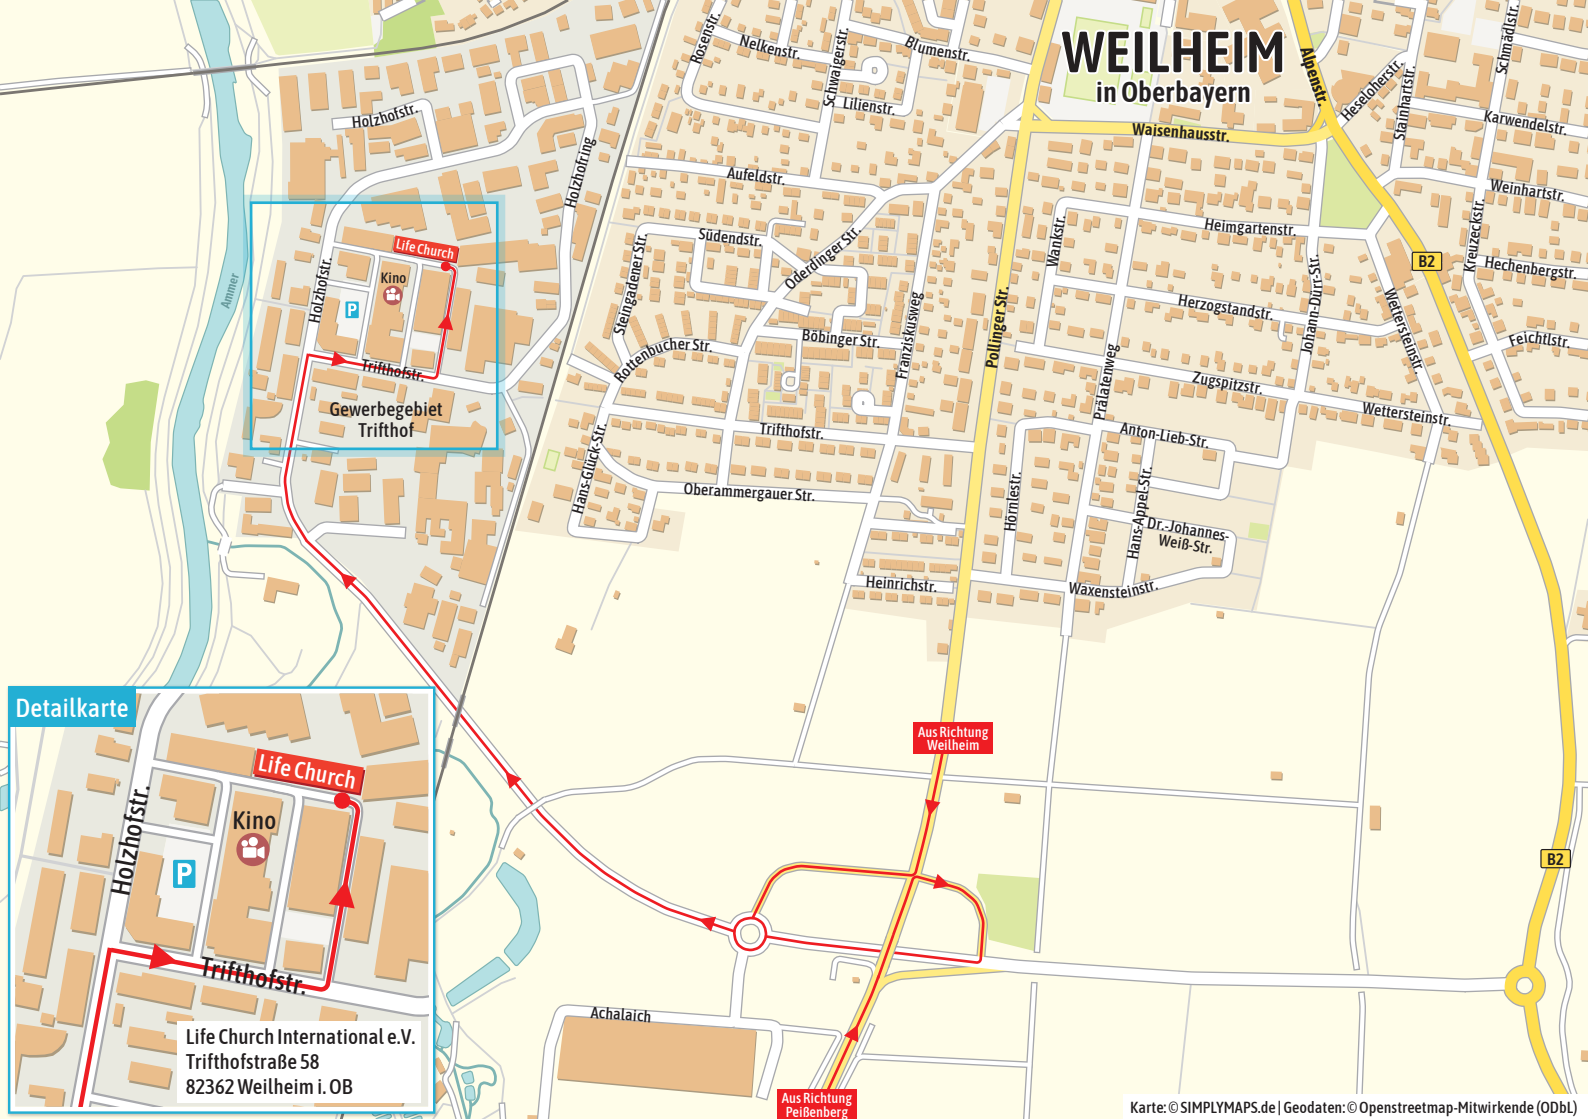 WEILHEIM
in Oberbayern
Rosenstr.
Nelkenstr.
Schwaigerstr.
Blumenstr.
Lilienstr.
Alpenstr.
Heseloherstr.
Stainhartstr.
Schmädlstr.
Karwendelstr.
Waisenhausstr.
Weinhartstr.
Holzhofstr.
Holzhofring
Aufeldstr.
Südendstr.
Oderdinger Str.
Steingadener Str.
Wankstr.
Heimgartenstr.
Kreuzeckstr.
B2
Hechenbergstr.
Ammer
Holzhofstr.
Life Church
Kino
P
Trifthofstr.
Gewerbegebiet
Trifthof
Rottenbucher Str.
Böbinger Str.
Franziskusweg
Pollinger Str.
Herzogstandstr.
Johann-Dürr-Str.
Wettersteinstr.
Feichtlstr.
Prälatenweg
Zugspitzstr.
Wettersteinstr.
Hans-Glück-Str.
Trifthofstr.
Anton-Lieb-Str.
Oberammergauer Str.
Hörnlestr.
Hans-Appel-Str.
Dr.-Johannes-
Weiß-Str.
Heinrichstr.
Waxensteinstr.
Aus Richtung
Weilheim
B2
Achalaich
Aus Richtung
Peißenberg
Detailkarte
Life Church
Kino
P
Holzhofstr.
Trifthofstr.
Life Church International e.V.
Trifthofstraße 58
82362 Weilheim i. OB
Karte: © SIMPLYMAPS.de | Geodaten: © Openstreetmap-Mitwirkende (ODbL)